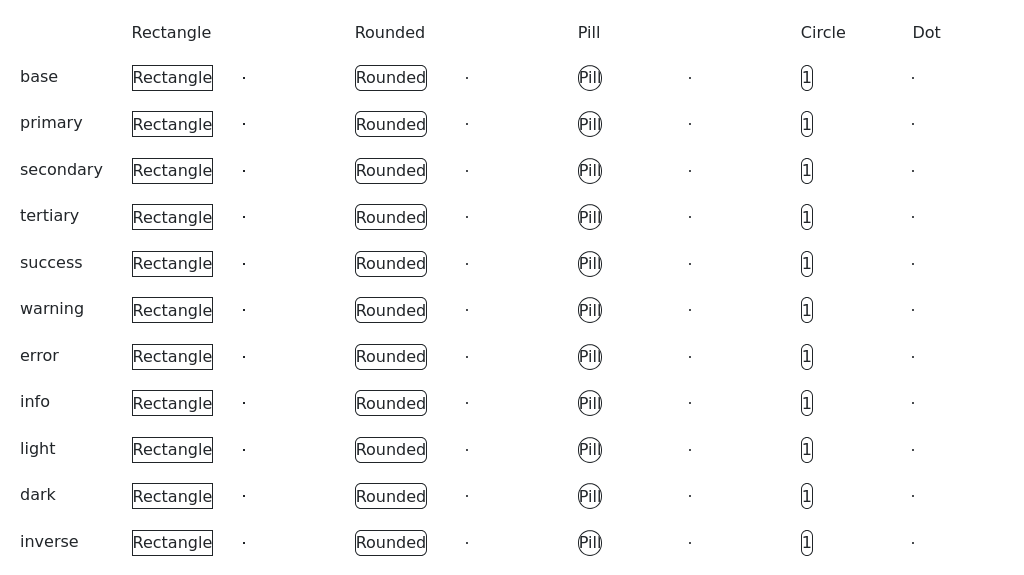 Rectangle Rounded Pill Circle Dot
base Rectangle Rounded Pill 1
primary Rectangle Rounded Pill 1
secondary Rectangle Rounded Pill 1
tertiary Rectangle Rounded Pill 1
success Rectangle Rounded Pill 1
warning Rectangle Rounded Pill 1
error Rectangle Rounded Pill 1
info Rectangle Rounded Pill 1
light Rectangle Rounded Pill 1
dark Rectangle Rounded Pill 1
inverse Rectangle Rounded Pill 1